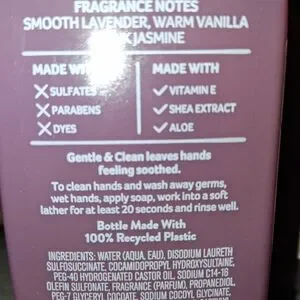 FRAGRANCE NOTES
SMOOTH LAVENDER, WARM VANILLA
JASMINE
MADE WITHOUT MADE WITH
SULFATES VITAMIN E
PARABENS SHEA EXTRACT
DYES ALOE
Gentle & Clean leaves hands
feeling soothed.
To clean hands and wash away germs,
wet hands, apply soap, work into a soft
lather for at least 20 seconds and rinse well.
Bottle Made With
100% Recycled Plastic
INGREDIENTS: WATER (AQUA, EAU), DISODIUM LAURETH
SULFOSUCCINATE, COCAMIDOPROPYL HYDROXYSULTAINE,
PEG-40 HYDROGENATED CASTOR OIL, SODIUM C14-16
OLEFIN SULFONATE, FRAGRANCE (PARFUM), PROPANEDIOL,
PEG-7 GLYCERYL COCOATE, SODIUM COCOYL GLYCINATE,